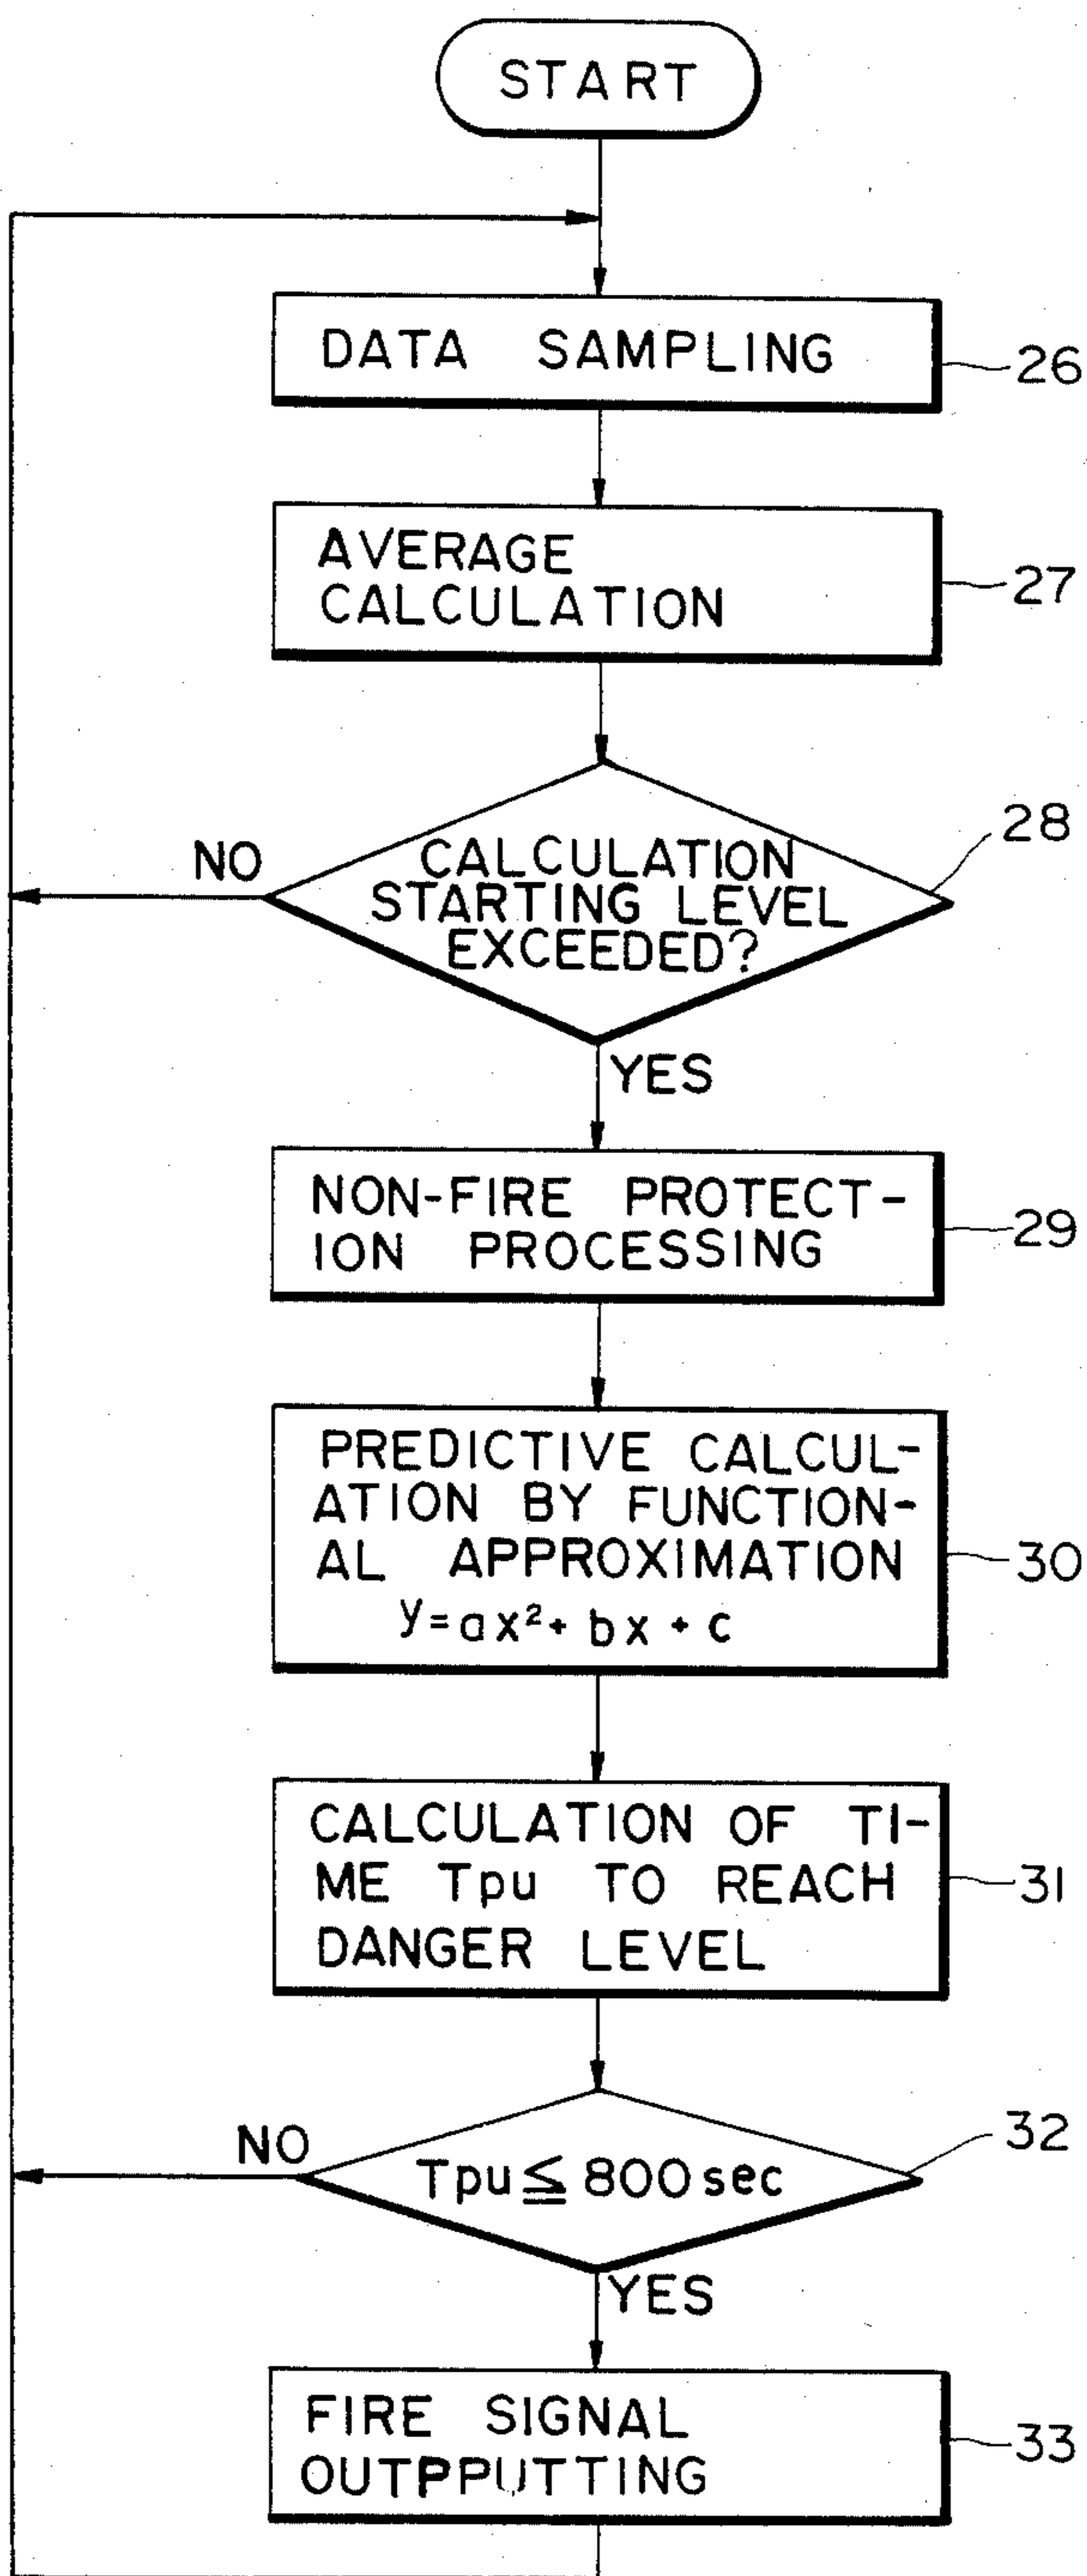 START
DATA SAMPLING
26
AVERAGE
CALCULATION
27
28
NO
CALCULATION
STARTING LEVEL
EXCEEDED?
YES
NON-FIRE PROTECT-
ION PROCESSING
29
PREDICTIVE CALCUL-
ATION BY FUNCTION-
AL APPROXIMATION
y=ax²+bx+c
30
CALCULATION OF TI-
ME Tpu TO REACH
DANGER LEVEL
31
32
NO
Tpu≦800sec
YES
FIRE SIGNAL
OUTPPUTTING
33